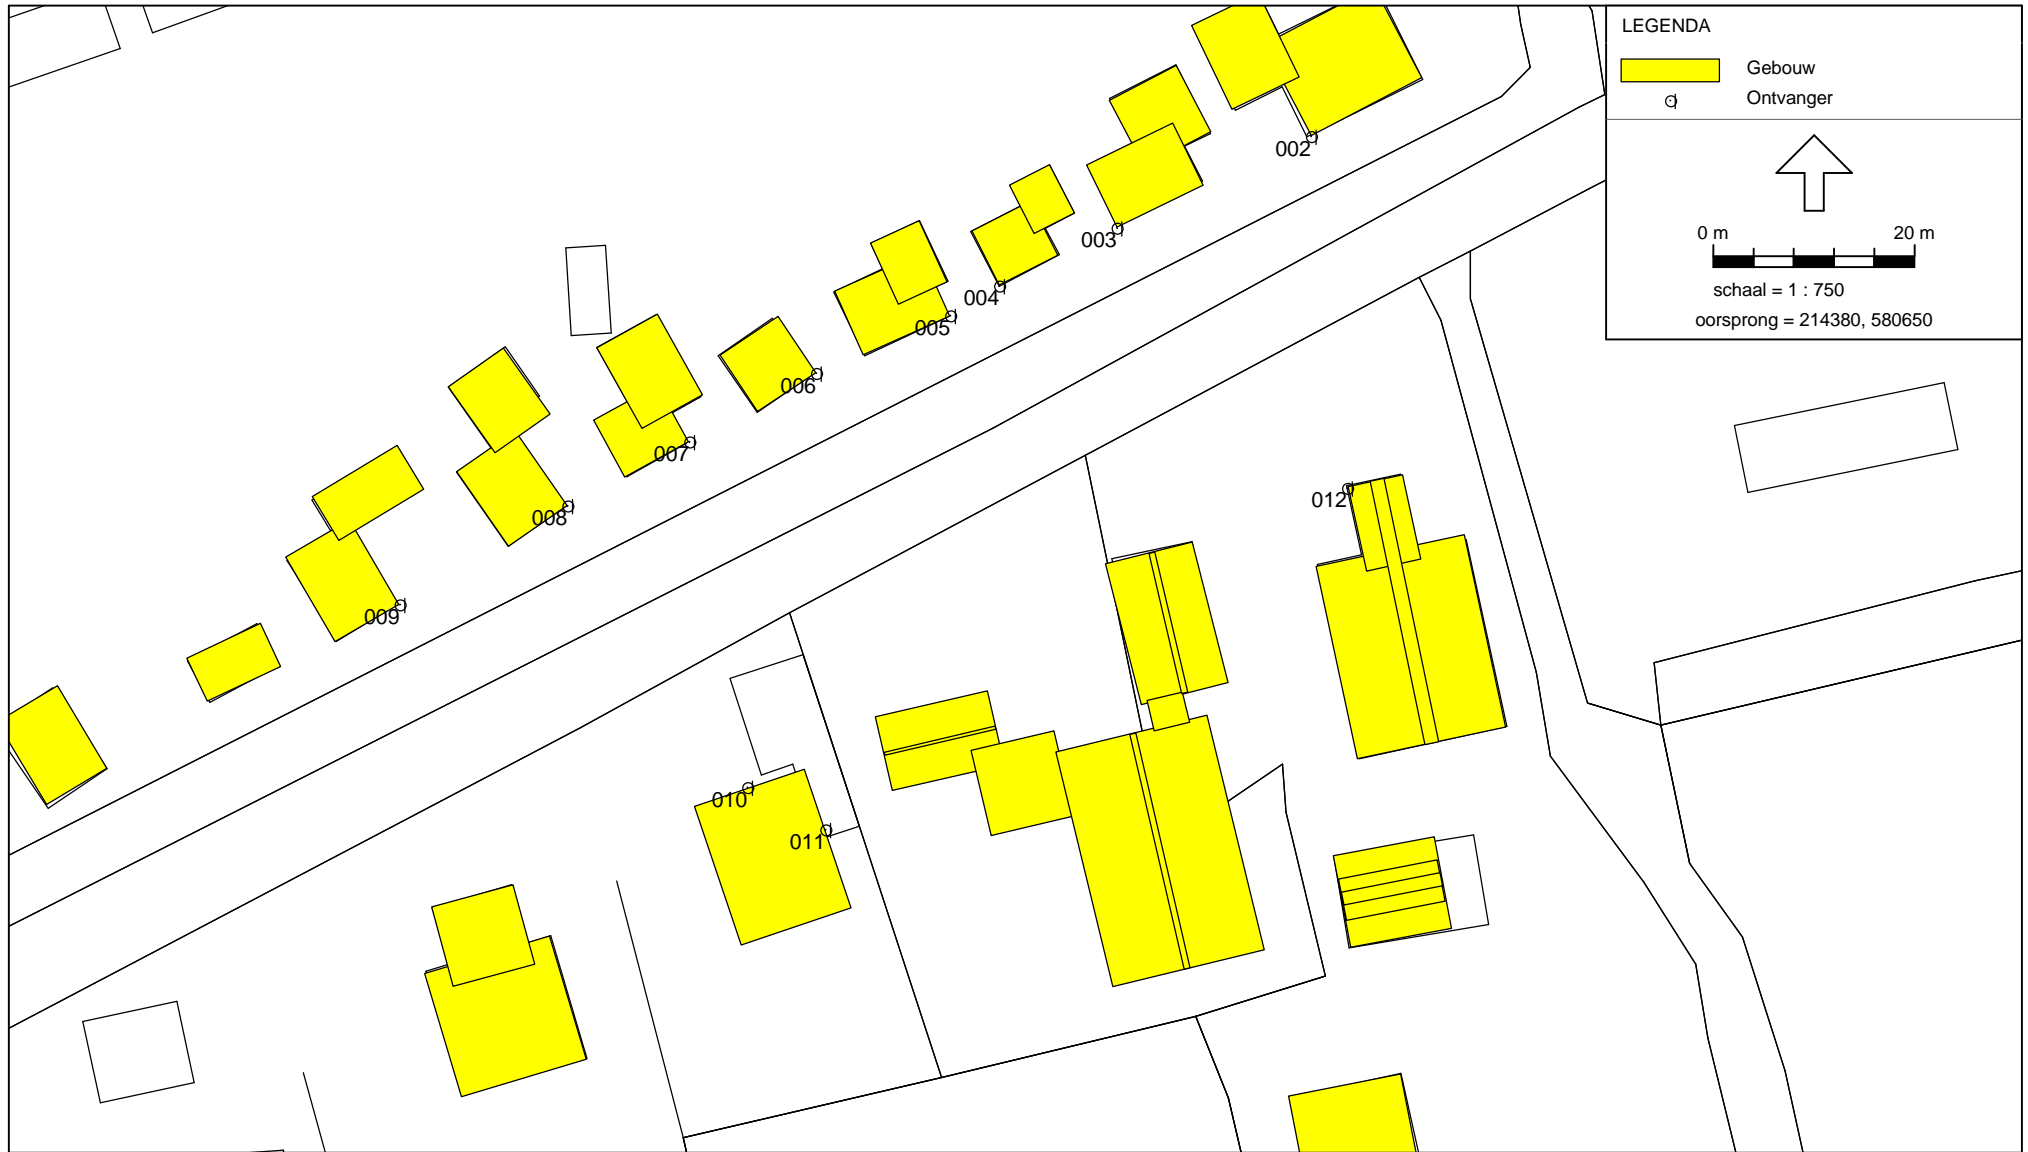 LEGENDA
Gebouw
Ontvanger
0 m 20 m
schaal = 1 : 750
oorsprong = 214380, 580650
002
003
004
005
006
007
008
009
010
011
012